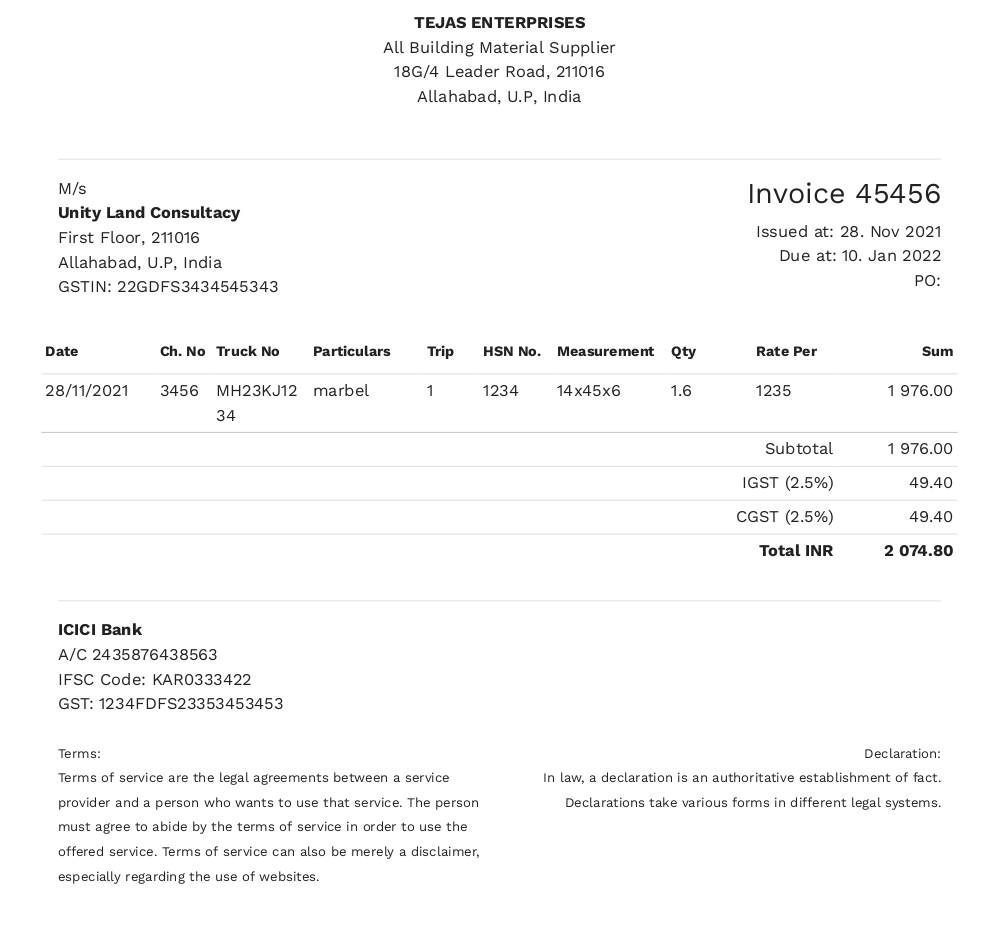 TEJAS ENTERPRISES
All Building Material Supplier
18G/4 Leader Road, 211016
Allahabad, U.P, India
M/s
Unity Land Consultacy
First Floor, 211016
Allahabad, U.P, India
GSTIN: 22GDFS3434545343
Invoice 45456
Issued at: 28. Nov 2021
Due at: 10. Jan 2022
PO:
Date Ch. No Truck No Particulars Trip HSN No. Measurement Qty Rate Per Sum
28/11/2021 3456 MH23KJ12 marbel 1 1234 14x45x6 1.6 1235 1 976.00
34
Subtotal 1 976.00
IGST (2.5%) 49.40
CGST (2.5%) 49.40
Total INR 2 074.80
ICICI Bank
A/C 2435876438563
IFSC Code: KAR0333422
GST: 1234FDFS23353453453
Terms:
Terms of service are the legal agreements between a service
provider and a person who wants to use that service. The person
must agree to abide by the terms of service in order to use the
offered service. Terms of service can also be merely a disclaimer,
especially regarding the use of websites.
Declaration:
In law, a declaration is an authoritative establishment of fact.
Declarations take various forms in different legal systems.